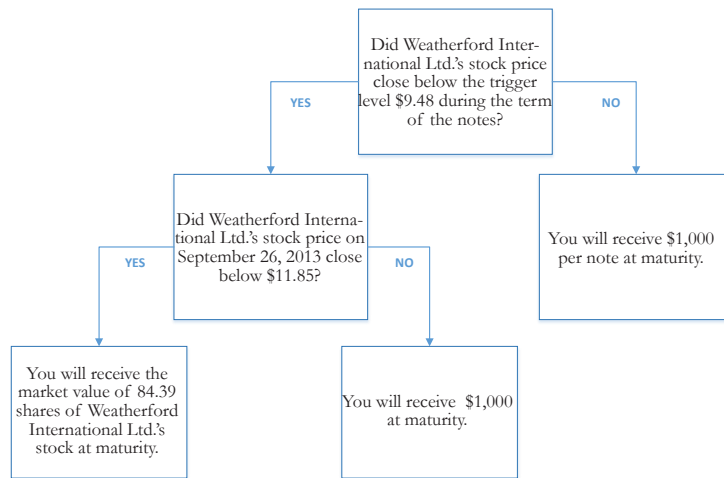 Did Weatherford Inter-
national Ltd.'s stock price
close below the trigger
level $9.48 during the term
of the notes?
YES
NO
Did Weatherford Interna-
tional Ltd.'s stock price on
September 26, 2013 close
below $11.85?
You will receive $1,000
per note at maturity.
YES
NO
You will receive the
market value of 84.39
shares of Weatherford
International Ltd.'s
stock at maturity.
You will receive  $1,000
at maturity.